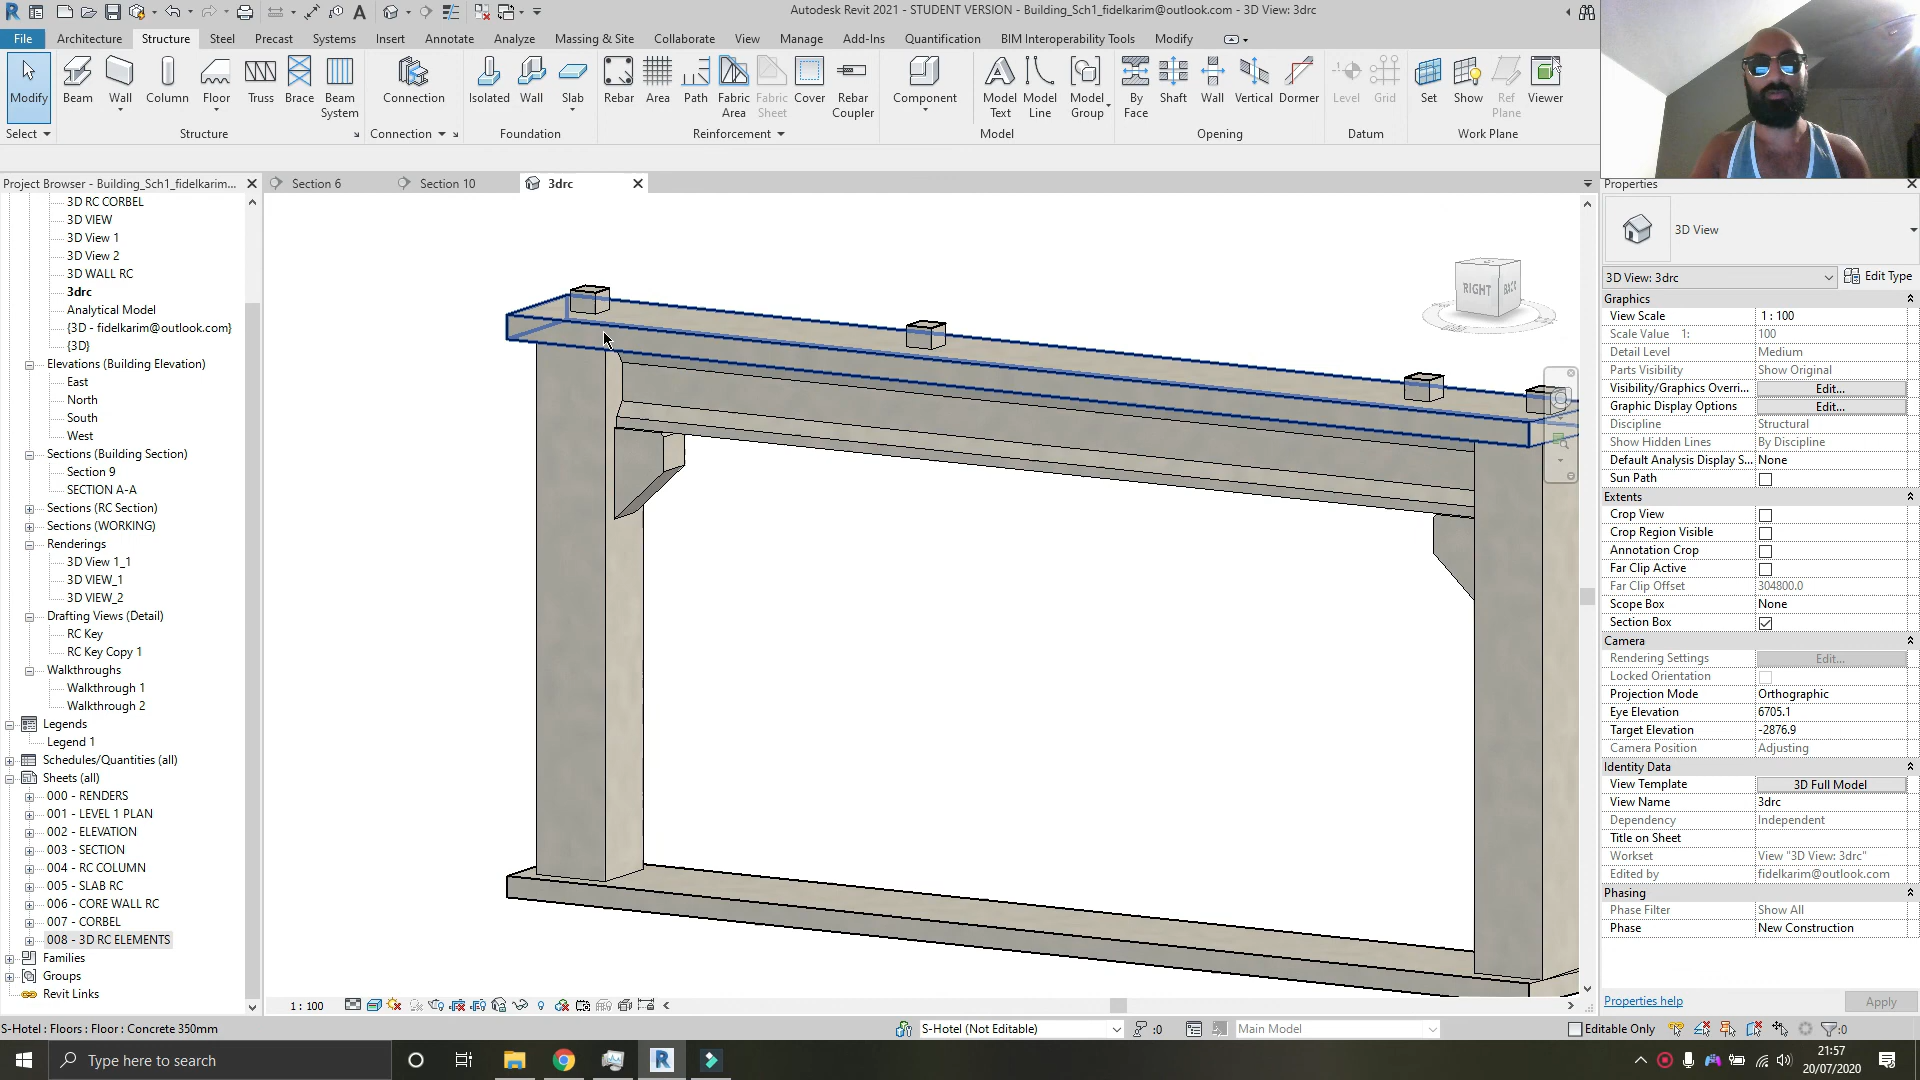 Autodesk Revit 2021 - STUDENT VERSION - Building_Sch1_fidelkarim@outlook.com - 3D View: 3drc
File Architecture Structure Steel Precast Systems Insert Annotate Analyze Massing & Site Collaborate View Manage Add-Ins Quantification BIM Interoperability Tools Modify
Modify Beam Wall Column Floor Truss Brace Beam System Connection Isolated Wall Slab Rebar Area Path Fabric Area Fabric Sheet Cover Rebar Coupler Component Model Text Model Line Model Group By Face Shaft Wall Vertical Dormer Level Grid Set Show Ref Plane Viewer
Select Structure Connection Foundation Reinforcement Model Opening Datum Work Plane
Project Browser - Building_Sch1_fidelkarim...
Section 6 Section 10 3drc
3D RC CORBEL
3D VIEW
3D View 1
3D View 2
3D WALL RC
3drc
Analytical Model
{3D - fidelkarim@outlook.com}
{3D}
Elevations (Building Elevation)
East
North
South
West
Sections (Building Section)
Section 9
SECTION A-A
Sections (RC Section)
Sections (WORKING)
Renderings
3D View 1_1
3D VIEW_1
3D VIEW_2
Drafting Views (Detail)
RC Key
RC Key Copy 1
Walkthroughs
Walkthrough 1
Walkthrough 2
Legends
Legend 1
Schedules/Quantities (all)
Sheets (all)
000 - RENDERS
001 - LEVEL 1 PLAN
002 - ELEVATION
003 - SECTION
004 - RC COLUMN
005 - SLAB RC
006 - CORE WALL RC
007 - CORBEL
008 - 3D RC ELEMENTS
Families
Groups
Revit Links
RIGHT BACK
Properties
3D View
3D View: 3drc Edit Type
Graphics
View Scale 1 : 100
Scale Value 1: 100
Detail Level Medium
Parts Visibility Show Original
Visibility/Graphics Overri... Edit...
Graphic Display Options Edit...
Discipline Structural
Show Hidden Lines By Discipline
Default Analysis Display S... None
Sun Path
Extents
Crop View
Crop Region Visible
Annotation Crop
Far Clip Active
Far Clip Offset 304800.0
Scope Box None
Section Box
Camera
Rendering Settings Edit...
Locked Orientation
Projection Mode Orthographic
Eye Elevation 6705.1
Target Elevation -2876.9
Camera Position Adjusting
Identity Data
View Template 3D Full Model
View Name 3drc
Dependency Independent
Title on Sheet
Workset View "3D View: 3drc"
Edited by fidelkarim@outlook.com
Phasing
Phase Filter Show All
Phase New Construction
Properties help Apply
1 : 100
S-Hotel : Floors : Floor : Concrete 350mm S-Hotel (Not Editable) :0 Main Model Editable Only :0
Type here to search
21:57
20/07/2020